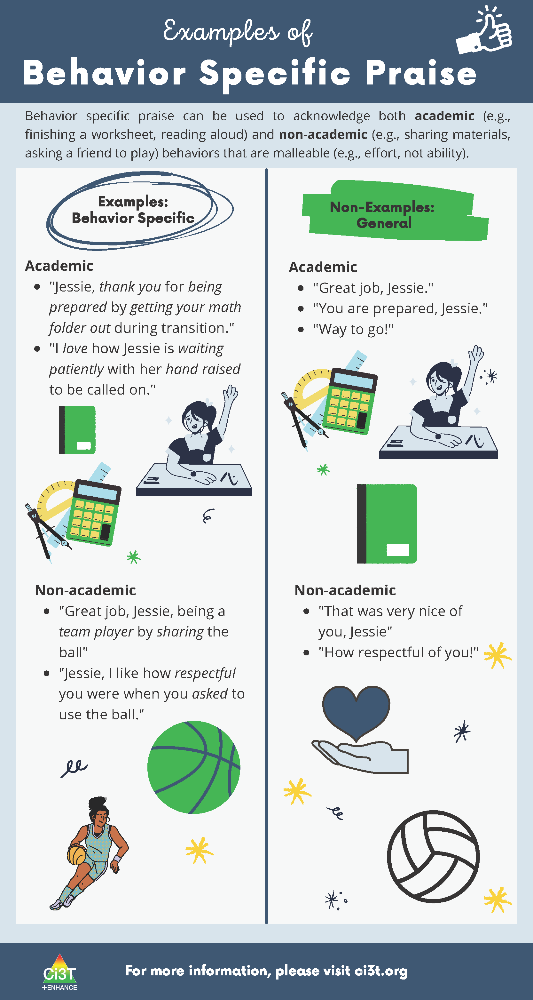 Examples of
Behavior Specific Praise
Behavior specific praise can be used to acknowledge both academic (e.g.,
finishing a worksheet, reading aloud) and non-academic (e.g., sharing materials,
asking a friend to play) behaviors that are malleable (e.g., effort, not ability).
Examples:
Behavior Specific
Academic
• "Jessie, thank you for being
prepared by getting your math
folder out during transition."
• "I love how Jessie is waiting
patiently with her hand raised
to be called on."
Non-academic
• "Great job, Jessie, being a
team player by sharing the
ball"
• "Jessie, I like how respectful
you were when you asked to
use the ball."
Non-Examples:
General
Academic
• "Great job, Jessie."
• "You are prepared, Jessie."
• "Way to go!"
Non-academic
• "That was very nice of
you, Jessie"
• "How respectful of you!"
Ci3T
+ENHANCE
For more information, please visit ci3t.org